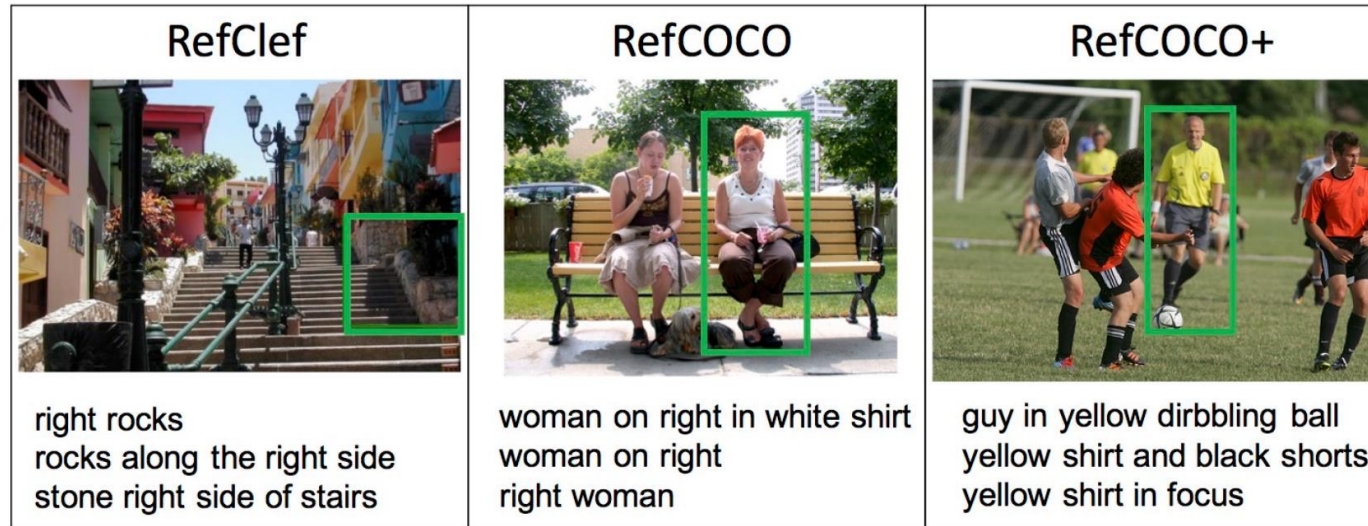 RefClef
right rocks
rocks along the right side
stone right side of stairs
RefCOCO
woman on right in white shirt
woman on right
right woman
RefCOCO+
guy in yellow dirbbling ball
yellow shirt and black shorts
yellow shirt in focus